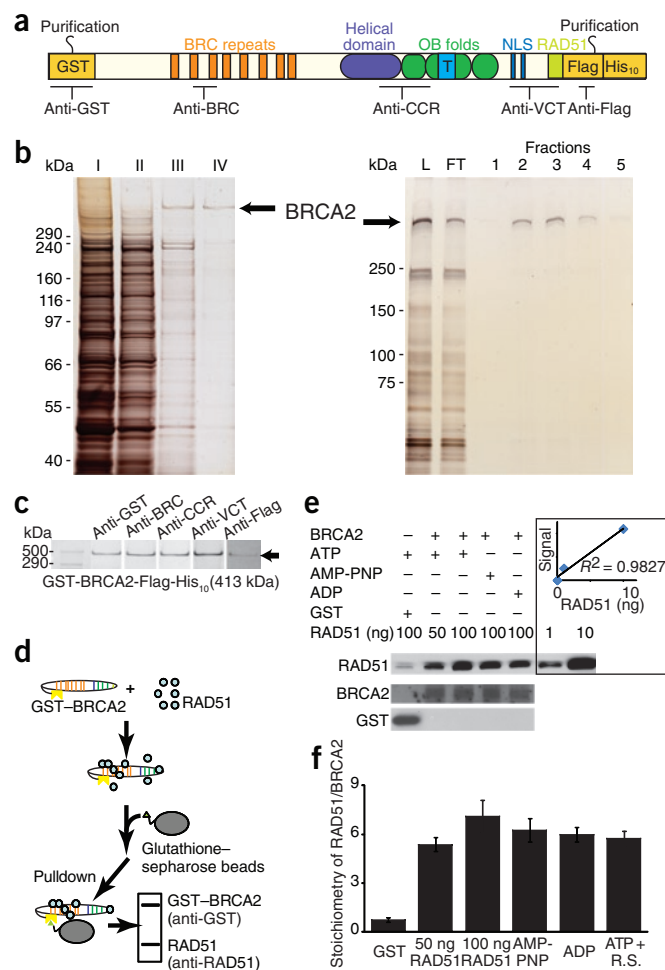 a
Purification Purification
Helical domain
BRC repeats OB folds NLS RAD51
GST T Flag His10
Anti-GST Anti-BRC Anti-CCR Anti-VCT Anti-Flag
b
kDa I II III IV
290 -
240 -
160 -
116 -
97 -
66 -
55 -
40 -
BRCA2
Fractions
kDa L FT 1 2 3 4 5
250 -
150 -
100 -
75 -
c
kDa Anti-GST Anti-BRC Anti-CCR Anti-VCT Anti-Flag
500 -
290 -
GST-BRCA2-Flag-His10(413 kDa)
d
+
GST–BRCA2 RAD51
Glutathione–
sepharose beads
Pulldown
GST–BRCA2
(anti-GST)
RAD51
(anti-RAD51)
e
BRCA2 – + + + +
ATP + + + – –
AMP-PNP – – – + –
ADP – – – – +
GST + – – – –
RAD51 (ng) 100 50 100 100 100 1 10
RAD51
BRCA2
GST
Signal
R2 = 0.9827
0 10
RAD51 (ng)
f
Stoichiometry of RAD51/BRCA2
9
6
3
0
GST
50 ng RAD51
100 ng RAD51
AMP-PNP
ADP
ATP + R.S.